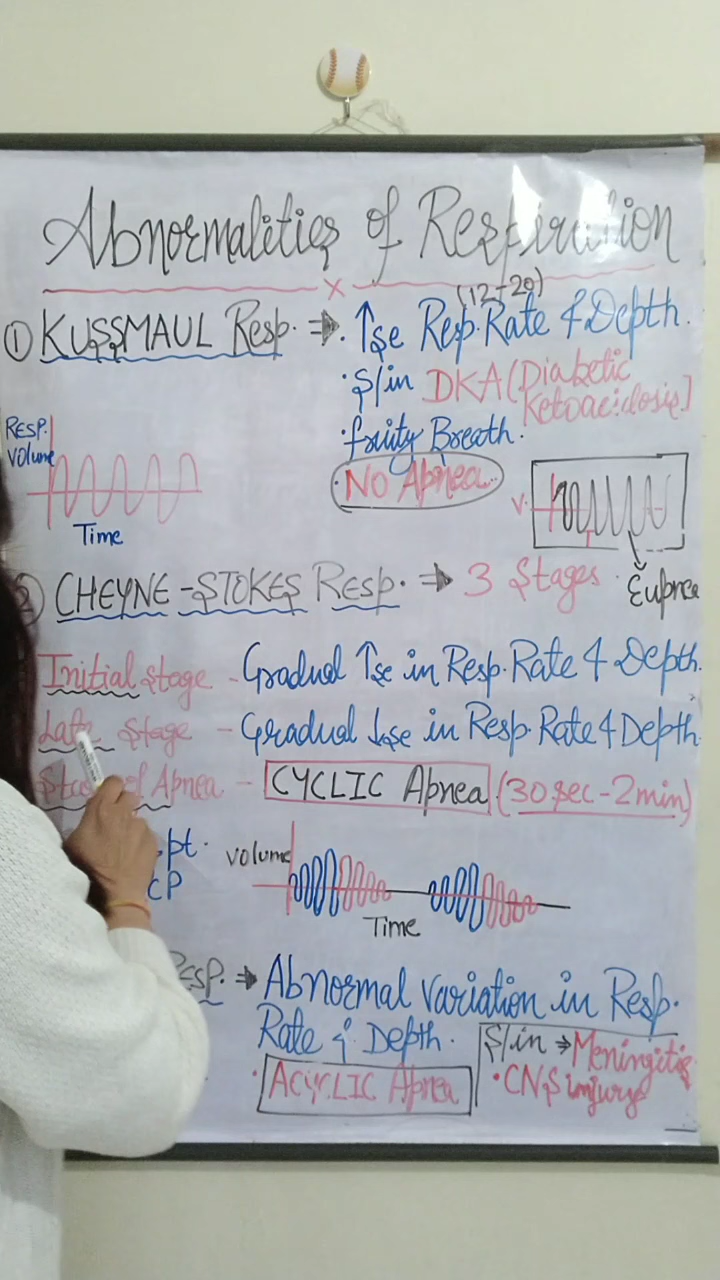 Abnormalities of Respiration
x
(12-20)
① KUSSMAUL Resp. ⇒ . ↑se Resp. Rate & Depth.
· S/in DKA [Diabetic
Ketoacidosis]
· fruity Breath.
· No Apnea.
RESP.
Volume
Time
V.
Eupnea
2 CHEYNE-STOKES Resp. ⇒ 3 Stages
Initial stage - Gradual ↑se in Resp. Rate & Depth.
Late Stage - Gradual ↓se in Resp. Rate & Depth
Apnea - CYCLIC Apnea (30 sec - 2 min)
pt.
CP
Volume
Time
Resp. ⇒ Abnormal Variation in Resp.
Rate & Depth.
· ACYCLIC Apnea
S/in → Meningitis
· CNS injury